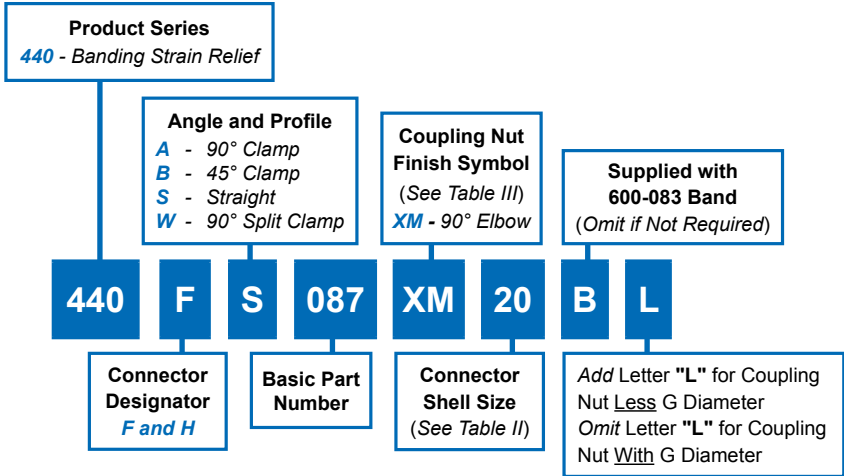 Product Series
440 - Banding Strain Relief
Angle and Profile
A - 90° Clamp
B - 45° Clamp
S - Straight
W - 90° Split Clamp
Coupling Nut
Finish Symbol
(See Table III)
XM - 90° Elbow
Supplied with
600-083 Band
(Omit if Not Required)
440 F S 087 XM 20 B L
Connector
Designator
F and H
Basic Part
Number
Connector
Shell Size
(See Table II)
Add Letter "L" for Coupling
Nut Less G Diameter
Omit Letter "L" for Coupling
Nut With G Diameter